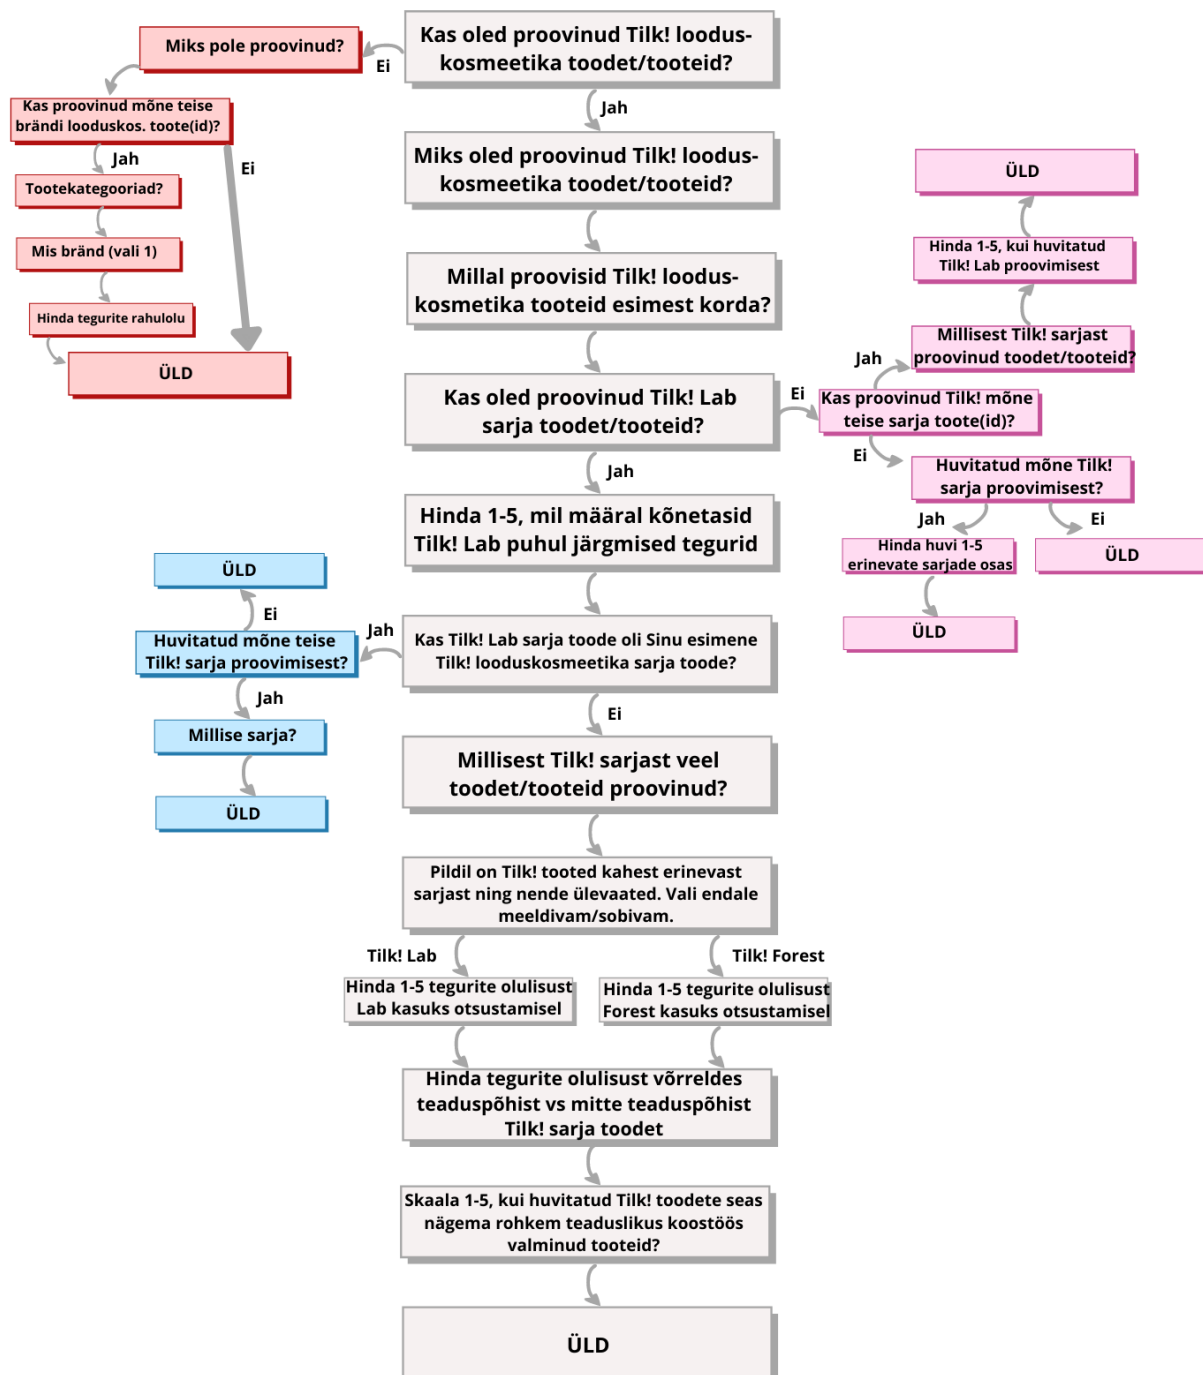 Kas oled proovinud Tilk! loodus-
kosmeetika toodet/tooteid?
Miks pole proovinud?
Ei
Jah
Kas proovinud mõne teise
brändi looduskos. toote(id)?
Jah
Ei
Tootekategooriad?
Mis bränd (vali 1)
Hinda tegurite rahulolu
ÜLD
Miks oled proovinud Tilk! loodus-
kosmeetika toodet/tooteid?
Millal proovisid Tilk! loodus-
kosmetika tooteid esimest korda?
Kas oled proovinud Tilk! Lab
sarja toodet/tooteid?
Ei
Jah
ÜLD
Hinda 1-5, kui huvitatud
Tilk! Lab proovimisest
Millisest Tilk! sarjast
proovinud toodet/tooteid?
Jah
Kas proovinud Tilk! mõne
teise sarja toote(id)?
Ei
Huvitatud mõne Tilk!
sarja proovimisest?
Jah
Ei
Hinda huvi 1-5
erinevate sarjade osas
ÜLD
ÜLD
Hinda 1-5, mil määral kõnetasid
Tilk! Lab puhul järgmised tegurid
Kas Tilk! Lab sarja toode oli Sinu esimene
Tilk! looduskosmeetika sarja toode?
Jah
Ei
ÜLD
Ei
Huvitatud mõne teise
Tilk! sarja proovimisest?
Jah
Millise sarja?
ÜLD
Millisest Tilk! sarjast veel
toodet/tooteid proovinud?
Pildil on Tilk! tooted kahest erinevast
sarjast ning nende ülevaated. Vali endale
meeldivam/sobivam.
Tilk! Lab
Tilk! Forest
Hinda 1-5 tegurite olulisust
Lab kasuks otsustamisel
Hinda 1-5 tegurite olulisust
Forest kasuks otsustamisel
Hinda tegurite olulisust võrreldes
teaduspõhist vs mitte teaduspõhist
Tilk! sarja toodet
Skaala 1-5, kui huvitatud Tilk! toodete seas
nägema rohkem teaduslikus koostöös
valminud tooteid?
ÜLD